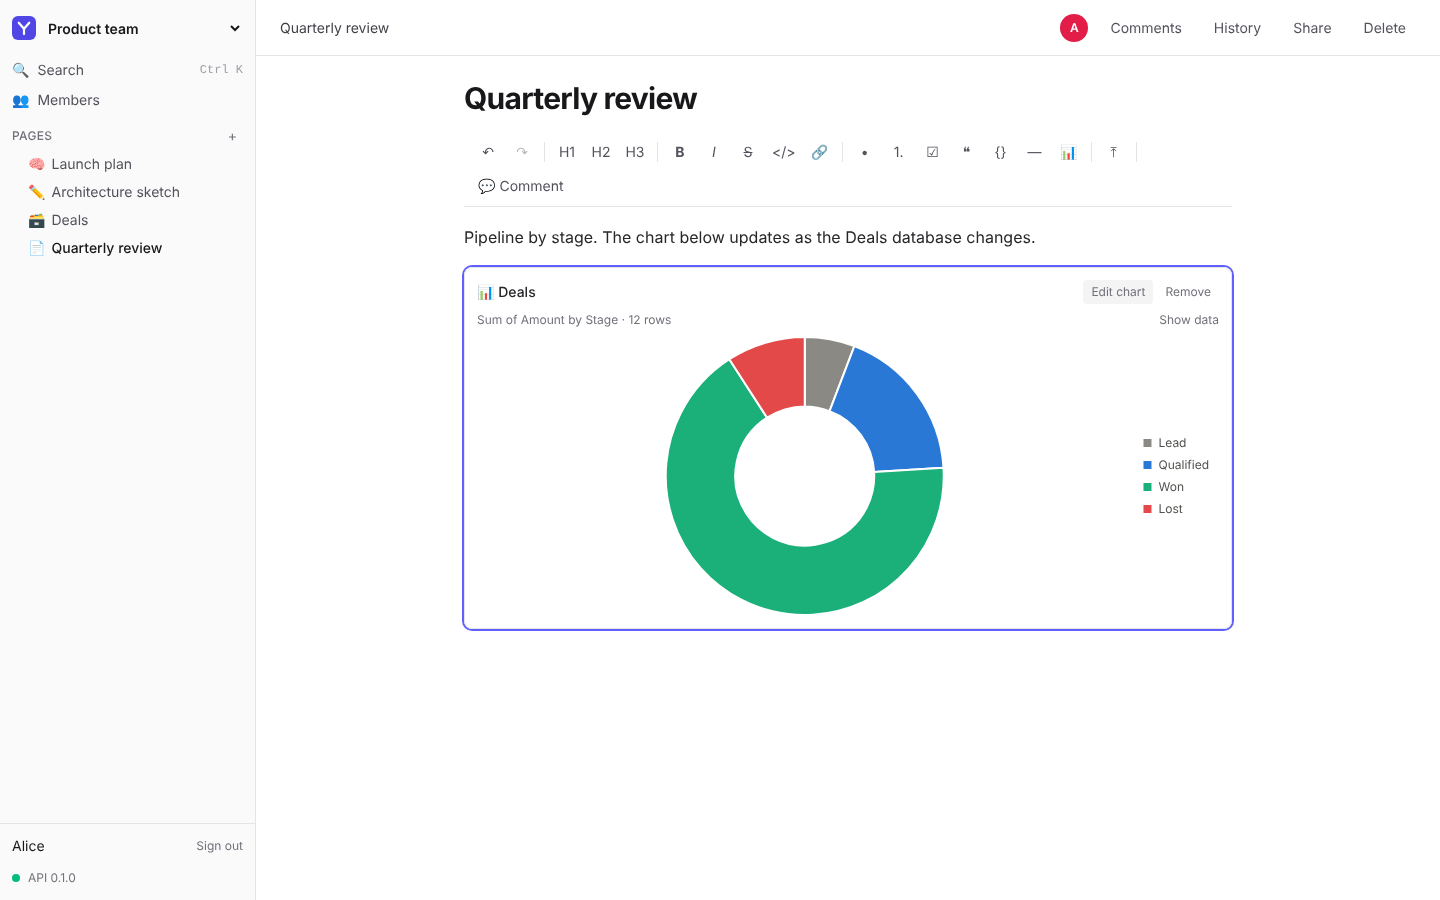 Product team
Search Ctrl K
Members
PAGES +
Launch plan
Architecture sketch
Deals
Quarterly review
Alice Sign out
API 0.1.0
Quarterly review
A Comments History Share Delete
Quarterly review
H1 H2 H3 B I S </> 1. ❝ {} —
Comment
Pipeline by stage. The chart below updates as the Deals database changes.
Deals Edit chart Remove
Sum of Amount by Stage · 12 rows Show data
Lead
Qualified
Won
Lost